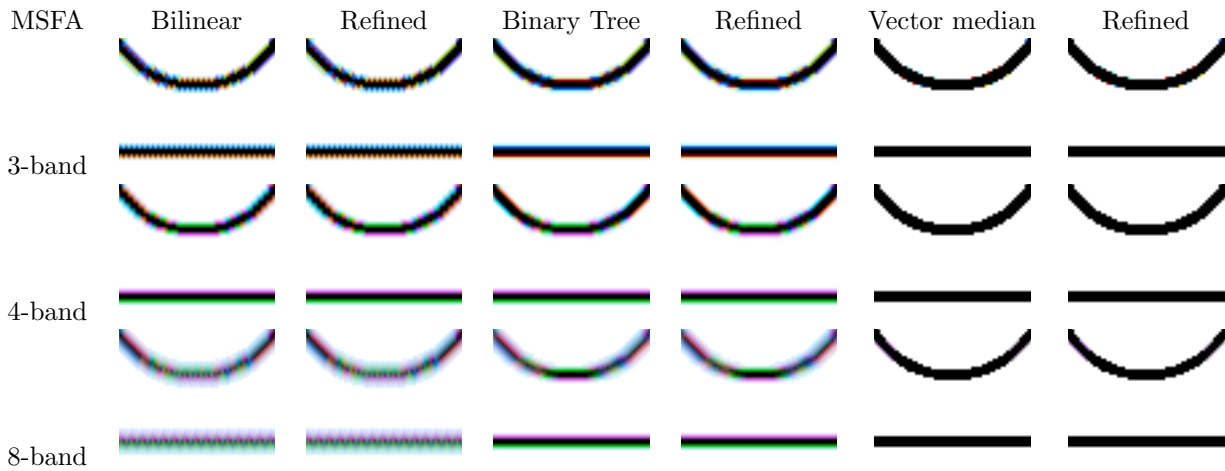 MSFA Bilinear Refined Binary Tree Refined Vector median Refined
3-band
4-band
8-band